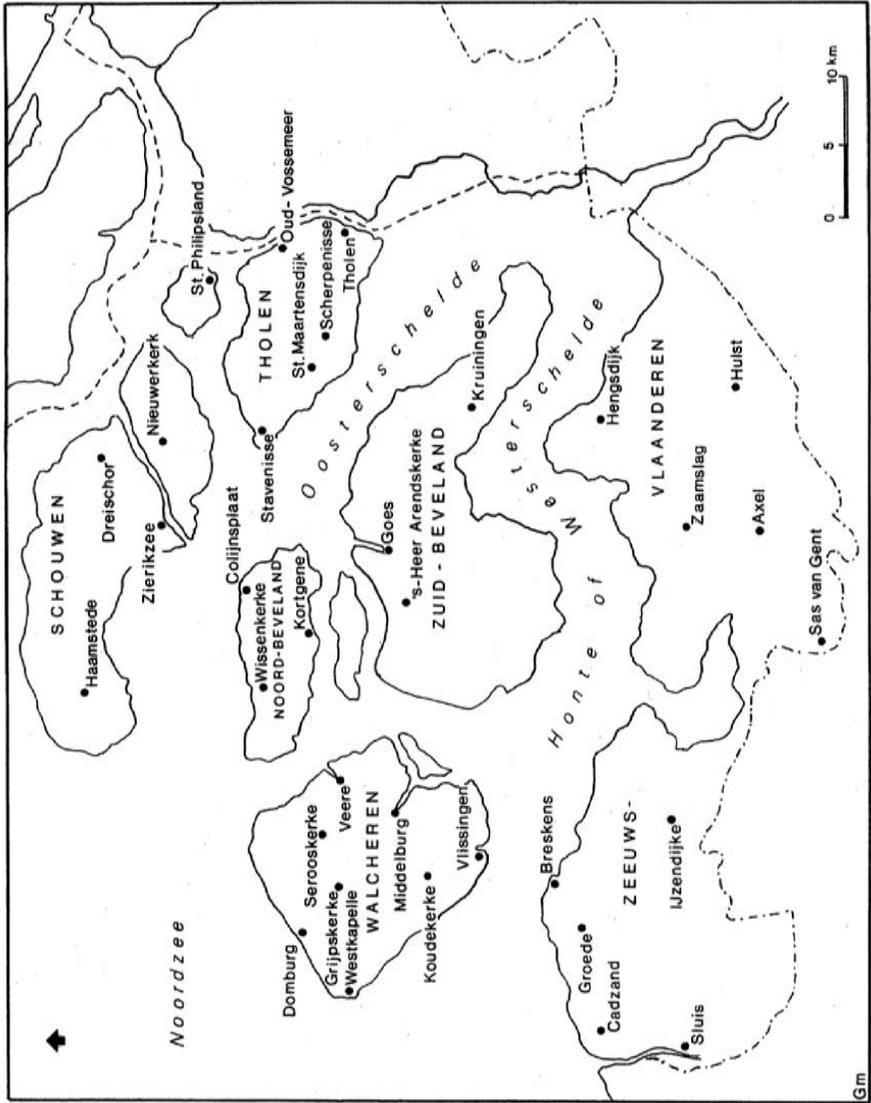 Noordzee
SCHOUWEN
Haamstede
Dreischor
Zierikzee
Nieuwerkerk
St. Philipsland
Oud-Vossemeer
THOLEN
St. Maartensdijk
Scherpenisse
Tholen
Stavenisse
Colijnsplaat
Wissenkerke
NOORD-BEVELAND
Kortgene
Oosterschelde
Domburg
Serooskerke
Grijpskerke
Veere
Westkapelle
WALCHEREN
Middelburg
Koudekerke
Vlissingen
Goes
's-Heer Arendskerke
ZUID-BEVELAND
Kruiningen
Honte of Westerschelde
Breskens
Groede
Cadzand
Sluis
IJzendijke
ZEEUWS-
VLAANDEREN
Hengsdijk
Zaamslag
Hulst
Axel
Sas van Gent
0 5 10 km
Gm